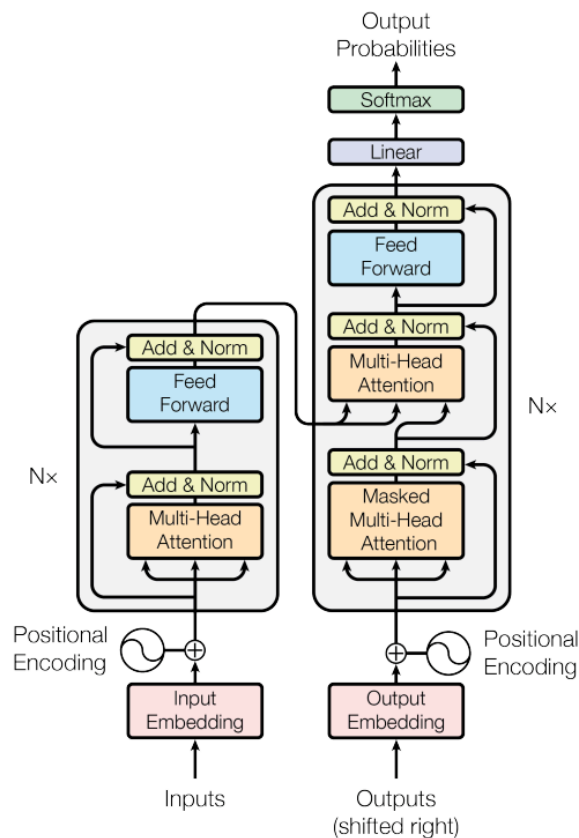 Output
Probabilities
Softmax
Linear
Add & Norm
Feed
Forward
Add & Norm
Multi-Head
Attention
Add & Norm
Masked
Multi-Head
Attention
N×
Add & Norm
Feed
Forward
Add & Norm
Multi-Head
Attention
N×
Positional
Encoding
Positional
Encoding
Input
Embedding
Output
Embedding
Inputs
Outputs
(shifted right)